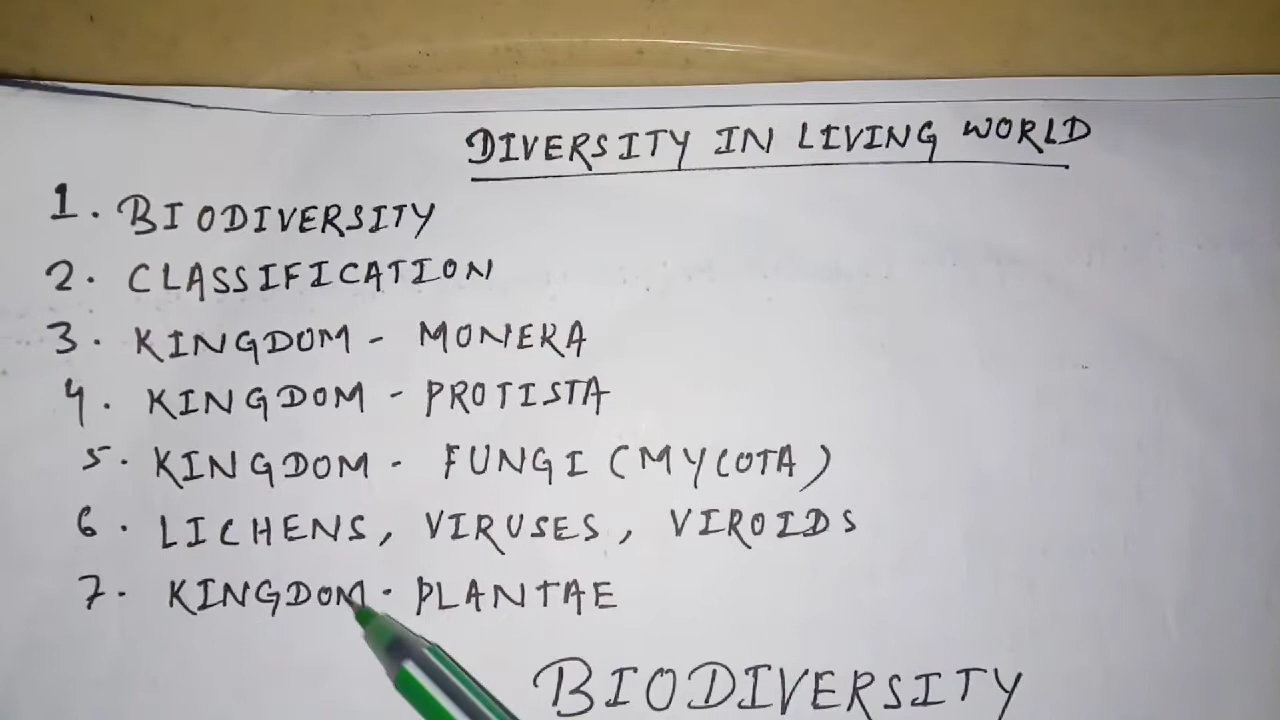 DIVERSITY IN LIVING WORLD
1. BIODIVERSITY
2. CLASSIFICATION
3. KINGDOM - MONERA
4. KINGDOM - PROTISTA
5. KINGDOM - FUNGI (MYCOTA)
6. LICHENS, VIRUSES, VIROIDS
7. KINGDOM - PLANTAE
BIODIVERSITY